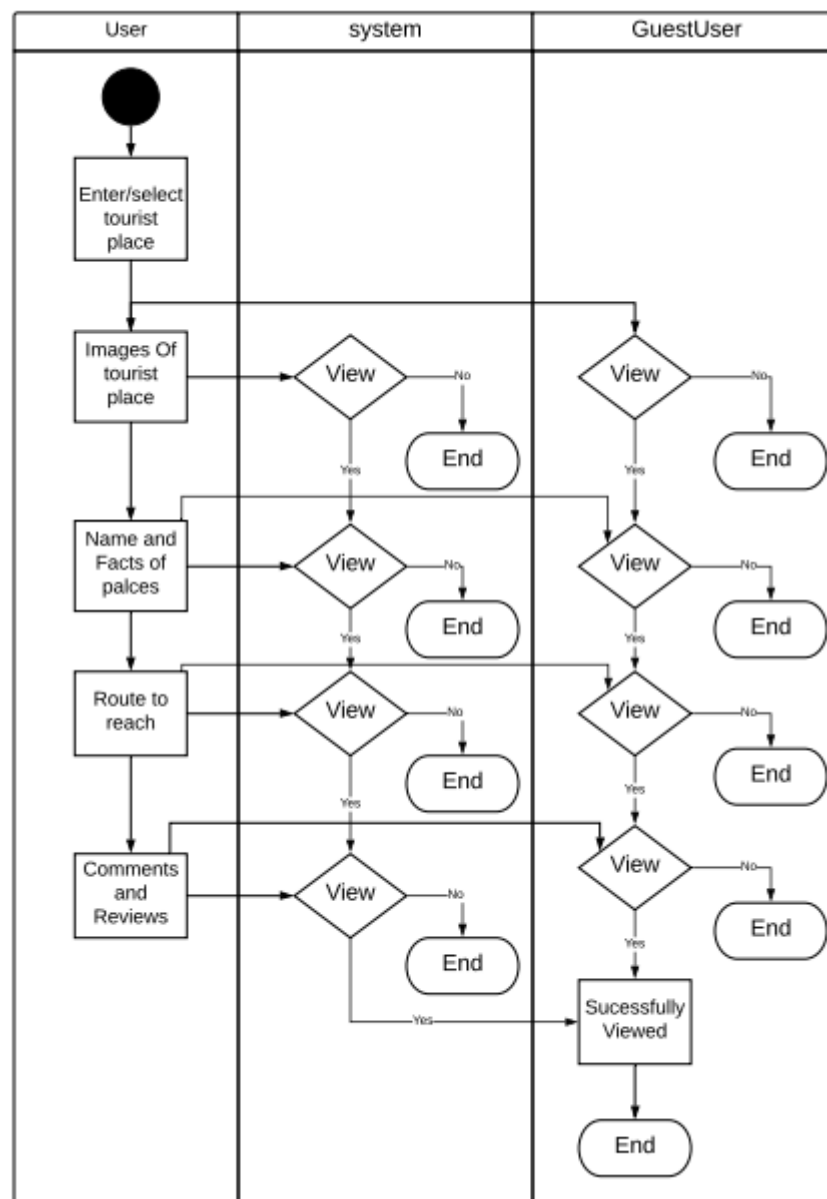 User
system
GuestUser
Enter/select
tourist
place
Images Of
tourist
place
View
No
View
No
End
End
Yes
Yes
Name and
Facts of
palces
View
No
View
No
End
End
Yes
Yes
Route to
reach
View
No
View
No
End
End
Yes
Yes
Comments
and
Reviews
View
No
View
No
End
End
Yes
Sucessfully
Viewed
Yes
End